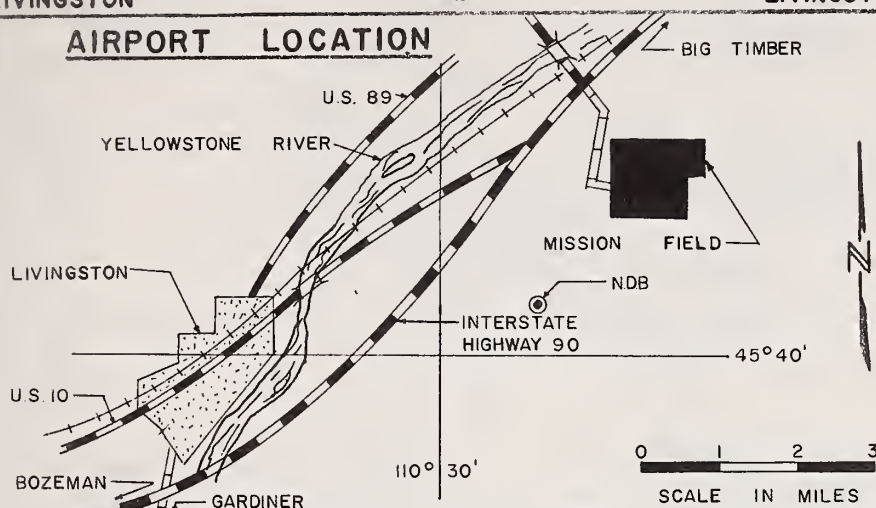 LIVINGSTON
AIRPORT LOCATION
BIG TIMBER
U.S. 89
YELLOWSTONE RIVER
MISSION FIELD
LIVINGSTON
NDB
INTERSTATE
HIGHWAY 90
45°40'
U.S. 10
110° 30'
N
0 1 2 3
BOZEMAN
GARDINER
SCALE IN MILES